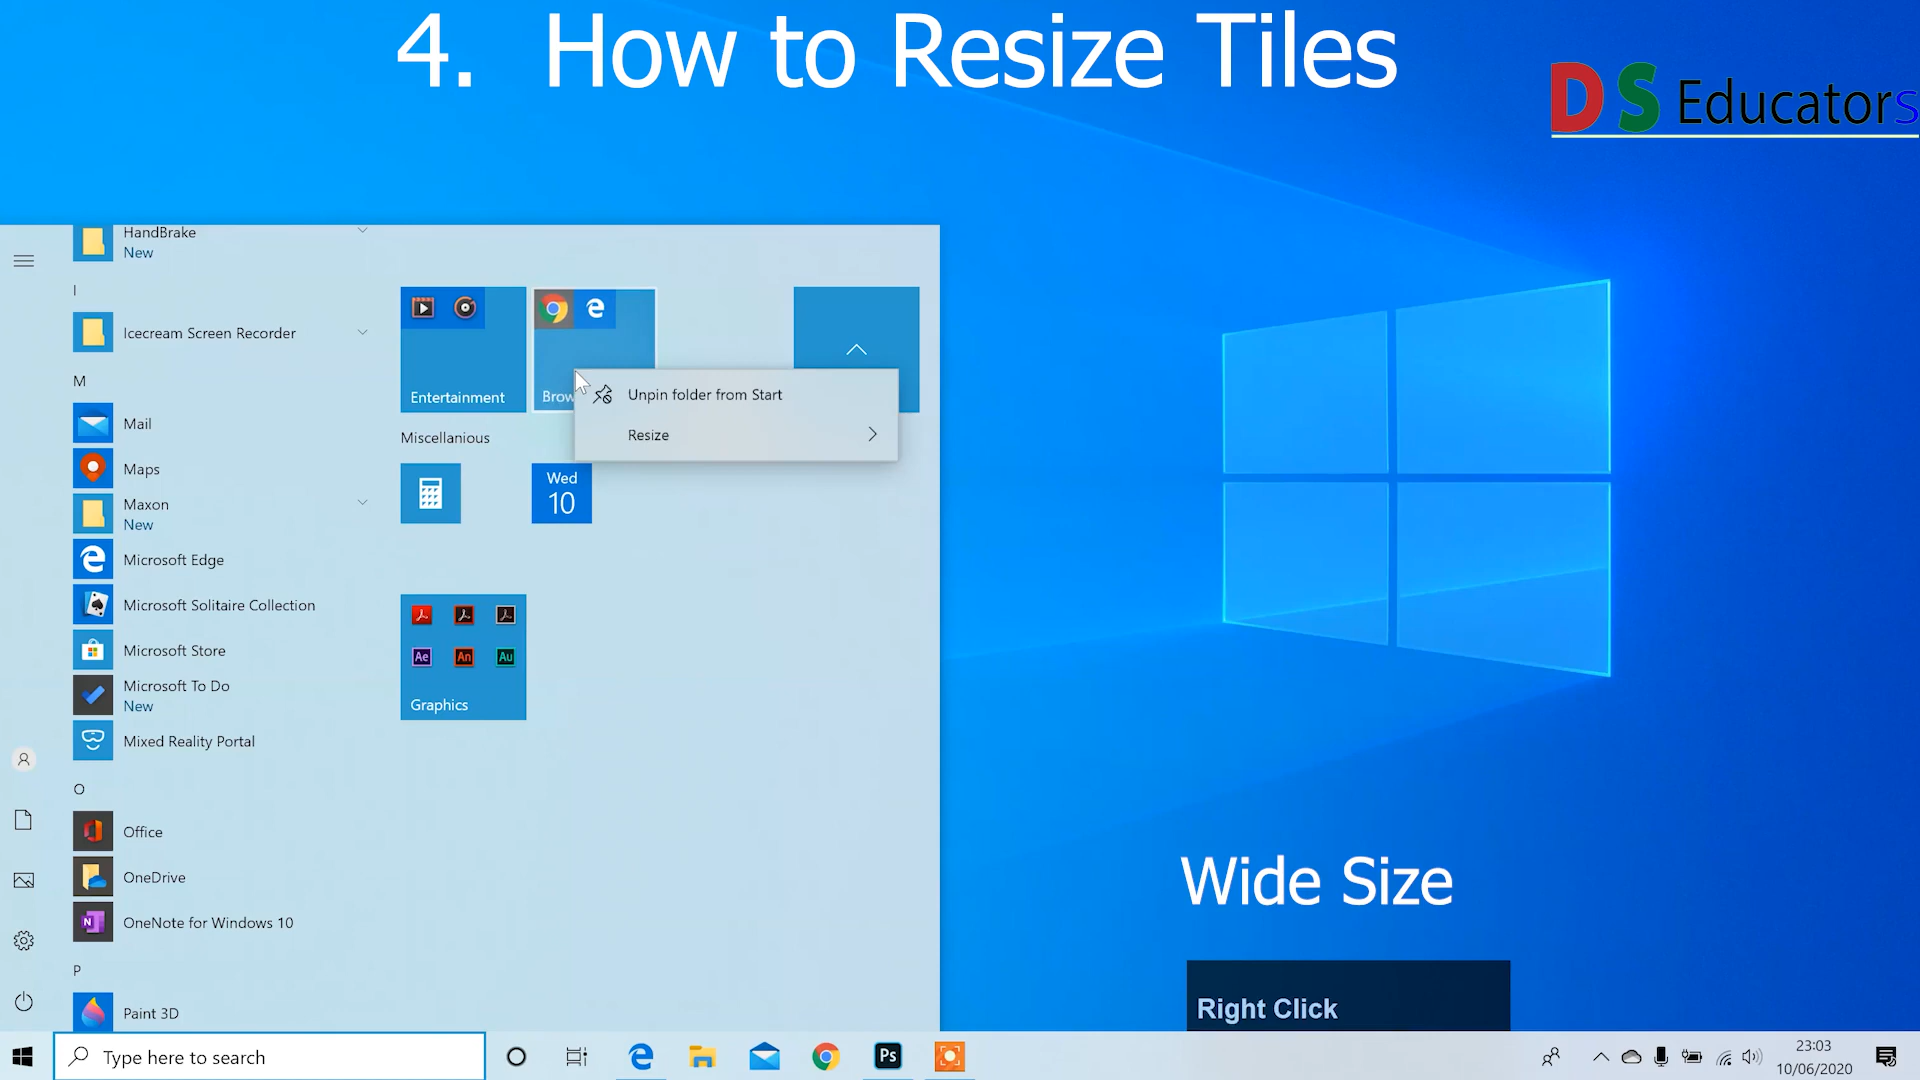 4. How to Resize Tiles
DS Educators
HandBrake
New
I
Icecream Screen Recorder
M
Mail
Maps
Maxon
New
Microsoft Edge
Microsoft Solitaire Collection
Microsoft Store
Microsoft To Do
New
Mixed Reality Portal
O
Office
OneDrive
N
OneNote for Windows 10
P
Paint 3D
Entertainment
Brow
Unpin folder from Start
Resize
Miscellanious
Wed
10
Ae An Au
Graphics
Wide Size
Right Click
Type here to search
Ps
23:03
10/06/2020